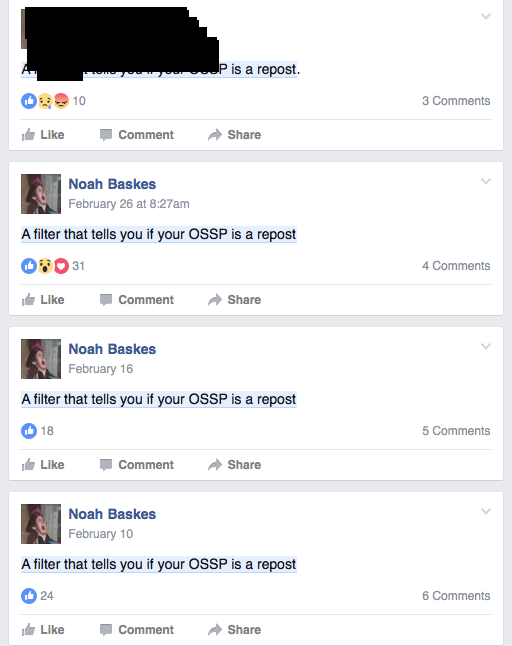 tells you if your OSSP is a repost.
10
3 Comments
Like Comment Share
Noah Baskes
February 26 at 8:27am
A filter that tells you if your OSSP is a repost
31
4 Comments
Like Comment Share
Noah Baskes
February 16
A filter that tells you if your OSSP is a repost
18
5 Comments
Like Comment Share
Noah Baskes
February 10
A filter that tells you if your OSSP is a repost
24
6 Comments
Like Comment Share